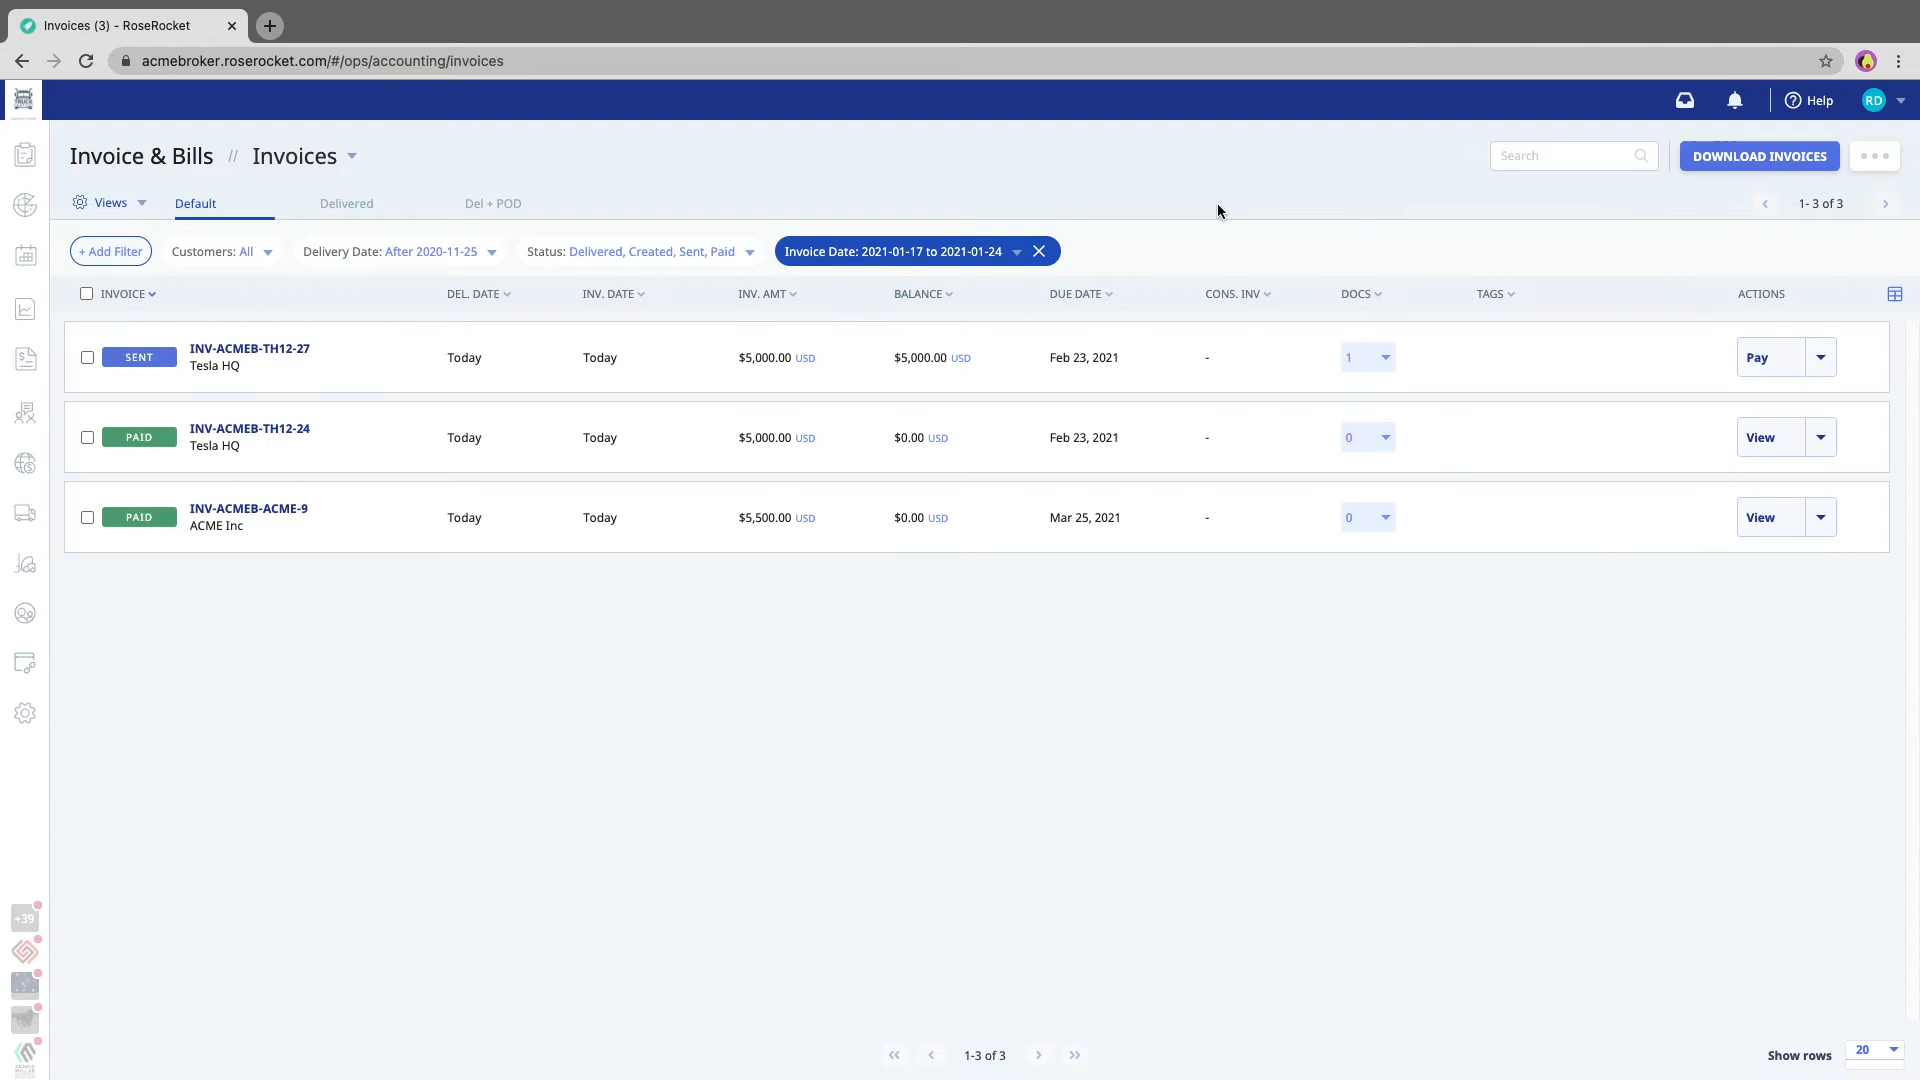 Invoices (3) - RoseRocket
acmebroker.roserocket.com/#/ops/accounting/invoices
Help
RD
Invoice & Bills // Invoices
Search
DOWNLOAD INVOICES
Views
Default
Delivered
Del + POD
1- 3 of 3
+ Add Filter
Customers: All
Delivery Date: After 2020-11-25
Status: Delivered, Created, Sent, Paid
Invoice Date: 2021-01-17 to 2021-01-24
INVOICE DEL. DATE INV. DATE INV. AMT BALANCE DUE DATE CONS. INV DOCS TAGS ACTIONS
SENT
INV-ACMEB-TH12-27
Tesla HQ
Today Today $5,000.00 USD $5,000.00 USD Feb 23, 2021 - 1 Pay
PAID
INV-ACMEB-TH12-24
Tesla HQ
Today Today $5,000.00 USD $0.00 USD Feb 23, 2021 - 0 View
PAID
INV-ACMEB-ACME-9
ACME Inc
Today Today $5,500.00 USD $0.00 USD Mar 25, 2021 - 0 View
+39
1-3 of 3
Show rows 20